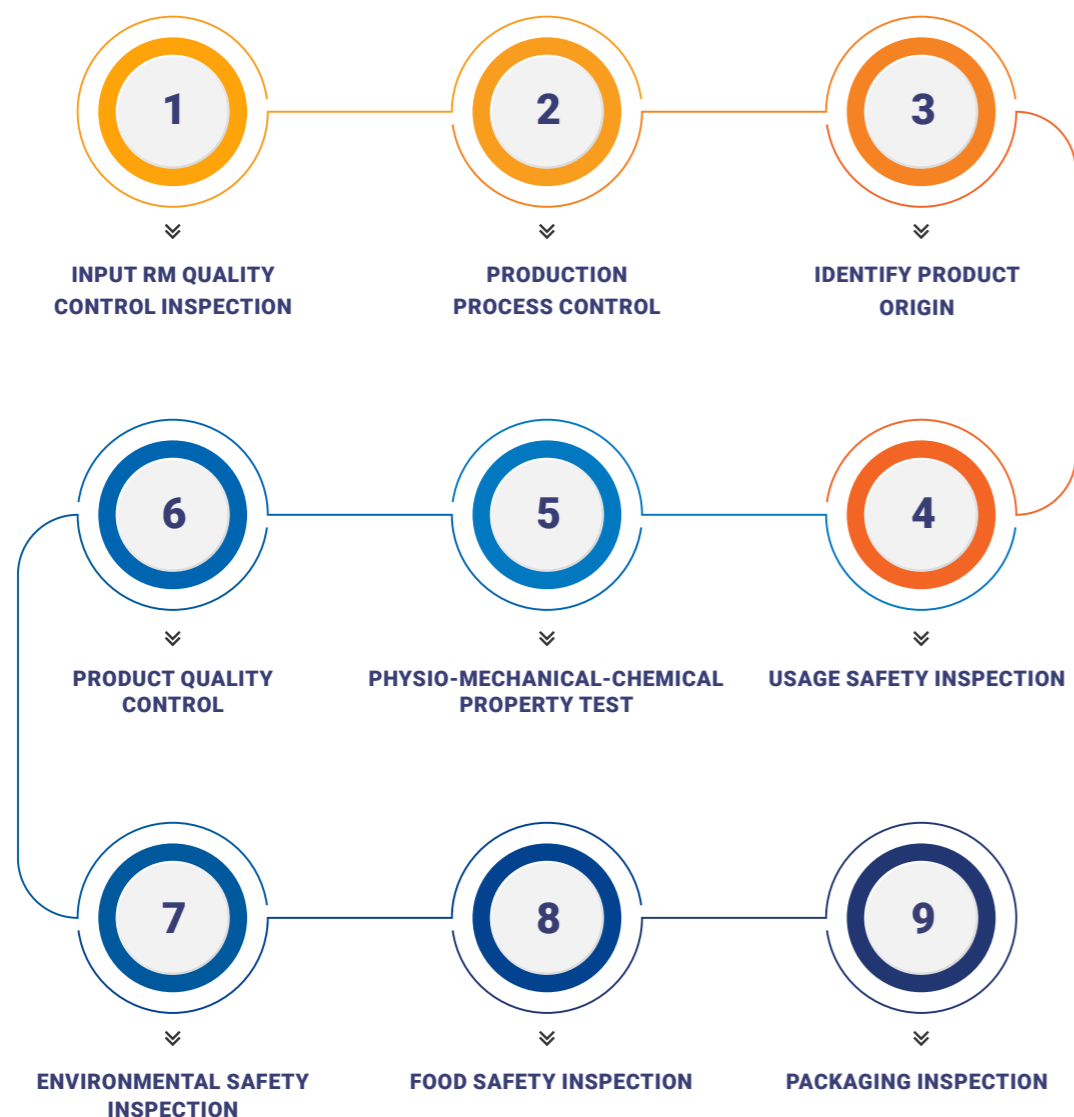 1
INPUT RM QUALITY
CONTROL INSPECTION
2
PRODUCTION
PROCESS CONTROL
3
IDENTIFY PRODUCT
ORIGIN
4
USAGE SAFETY INSPECTION
5
PHYSIO-MECHANICAL-CHEMICAL
PROPERTY TEST
6
PRODUCT QUALITY
CONTROL
7
ENVIRONMENTAL SAFETY
INSPECTION
8
FOOD SAFETY INSPECTION
9
PACKAGING INSPECTION